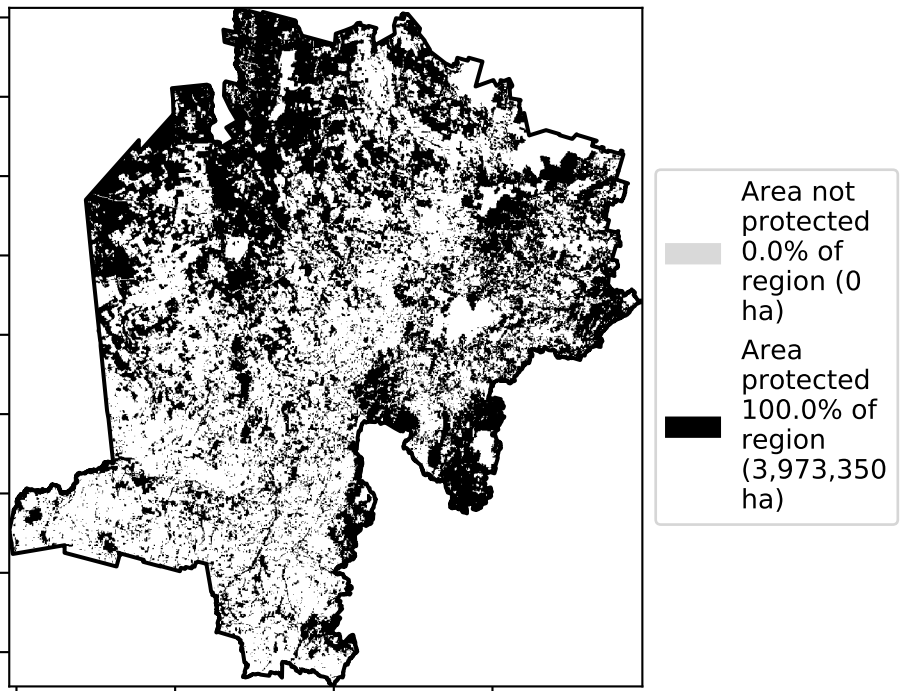 Area not
protected
0.0% of
region (0
ha)
Area
protected
100.0% of
region
(3,973,350
ha)